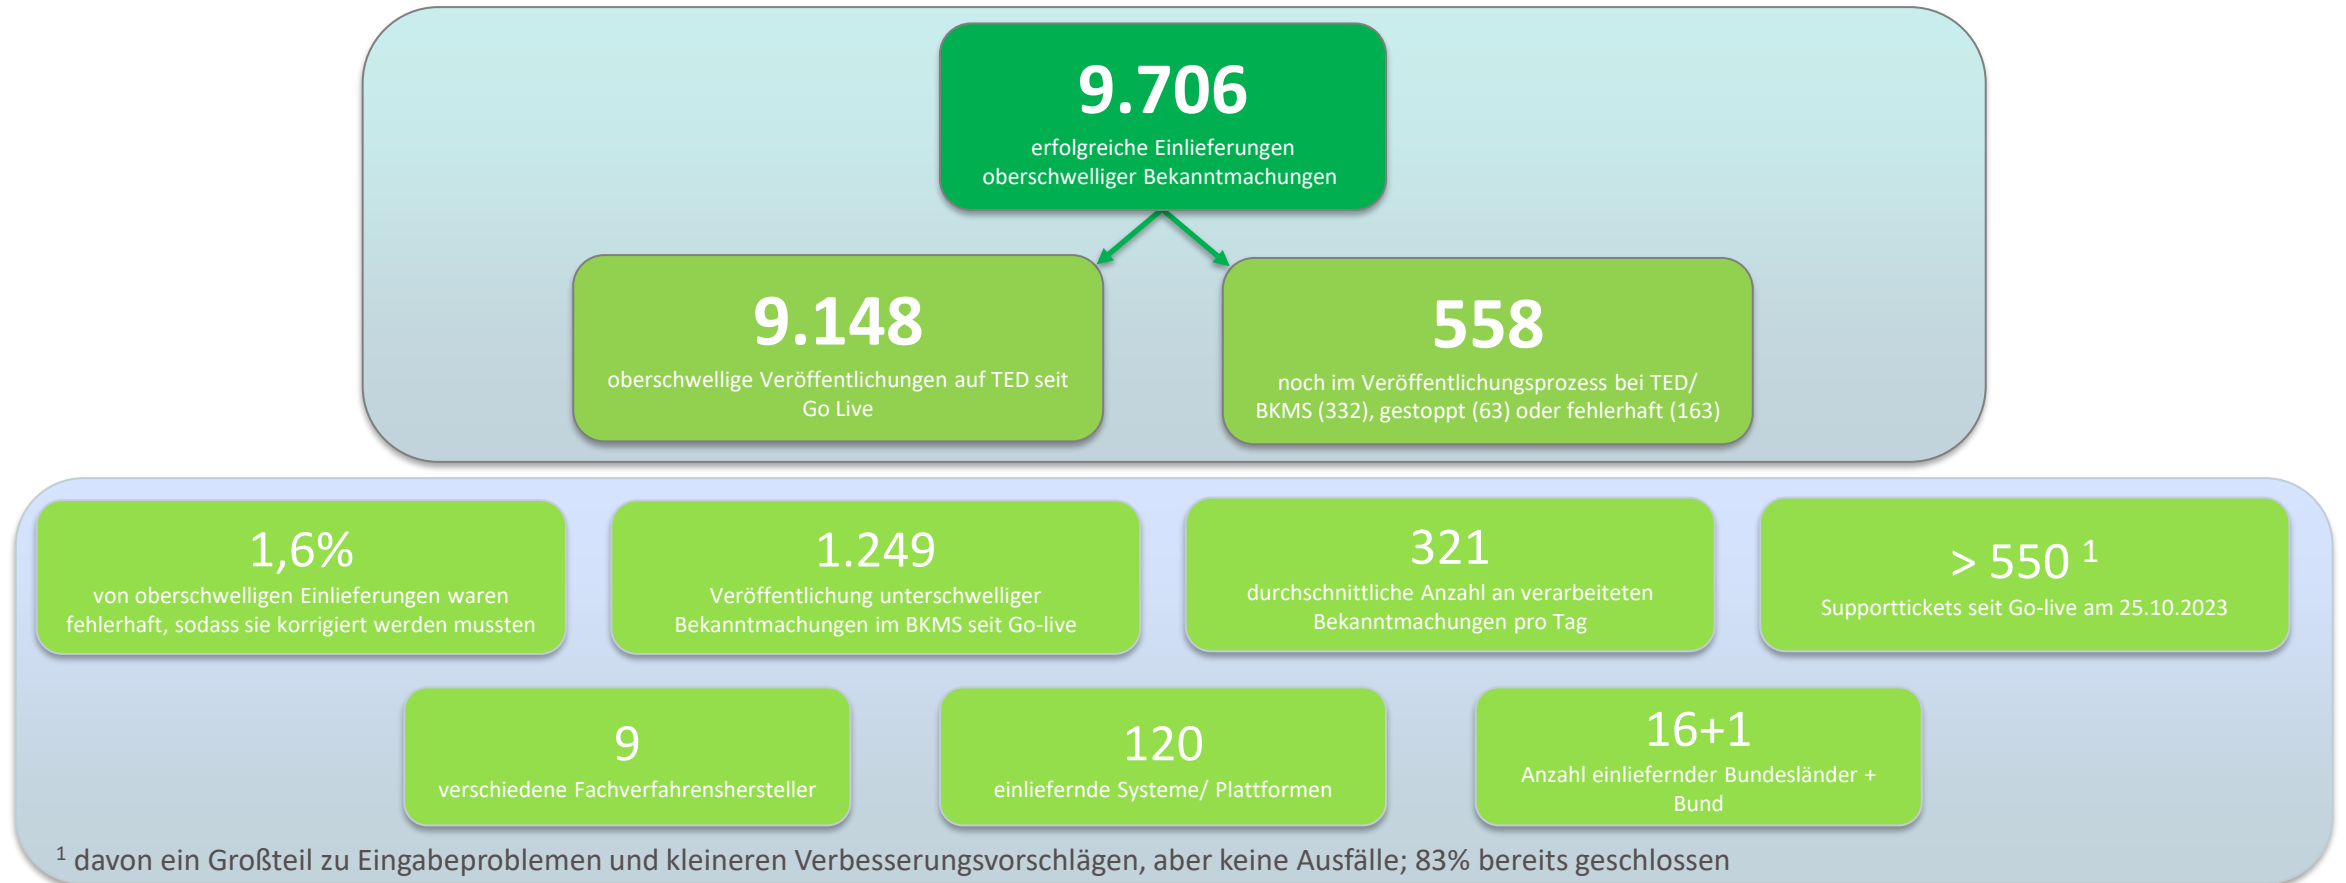 9.706
erfolgreiche Einlieferungen
oberschwelliger Bekanntmachungen
9.148
oberschwellige Veröffentlichungen auf TED seit
Go Live
558
noch im Veröffentlichungsprozess bei TED/
BKMS (332), gestoppt (63) oder fehlerhaft (163)
1,6%
von oberschwelligen Einlieferungen waren
fehlerhaft, sodass sie korrigiert werden mussten
1.249
Veröffentlichung unterschwelliger
Bekanntmachungen im BKMS seit Go-live
321
durchschnittliche Anzahl an verarbeiteten
Bekanntmachungen pro Tag
> 550 ¹
Supporttickets seit Go-live am 25.10.2023
9
verschiedene Fachverfahrenshersteller
120
einliefernde Systeme/ Plattformen
16+1
Anzahl einliefernder Bundesländer +
Bund
¹ davon ein Großteil zu Eingabeproblemen und kleineren Verbesserungsvorschlägen, aber keine Ausfälle; 83% bereits geschlossen